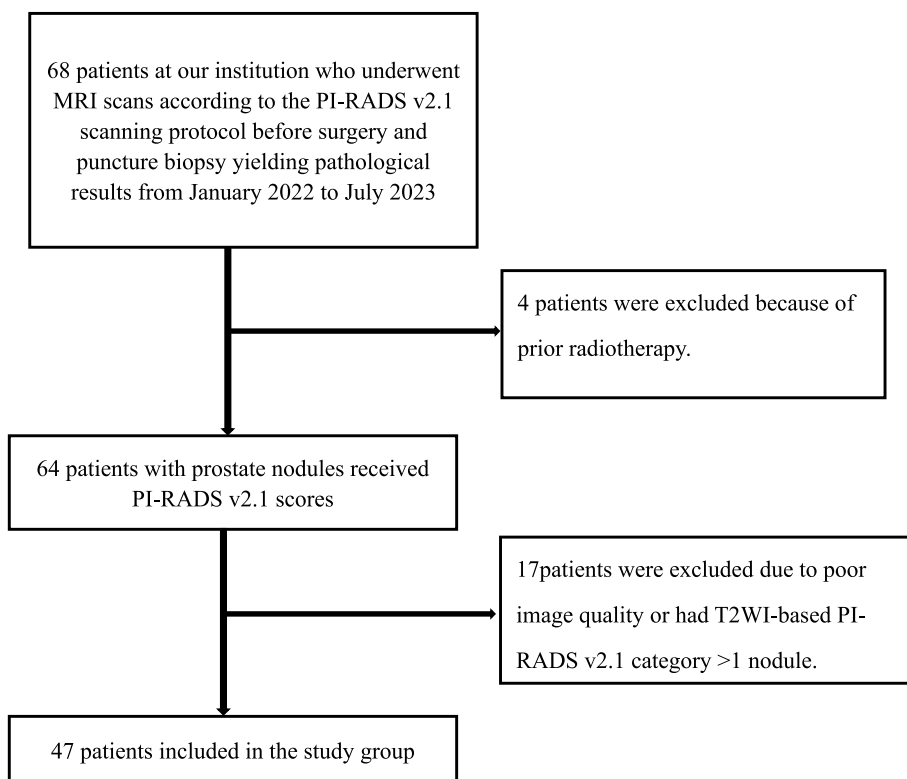 68 patients at our institution who underwent
MRI scans according to the PI-RADS v2.1
scanning protocol before surgery and
puncture biopsy yielding pathological
results from January 2022 to July 2023
4 patients were excluded because of
prior radiotherapy.
64 patients with prostate nodules received
PI-RADS v2.1 scores
17patients were excluded due to poor
image quality or had T2WI-based PI-
RADS v2.1 category >1 nodule.
47 patients included in the study group